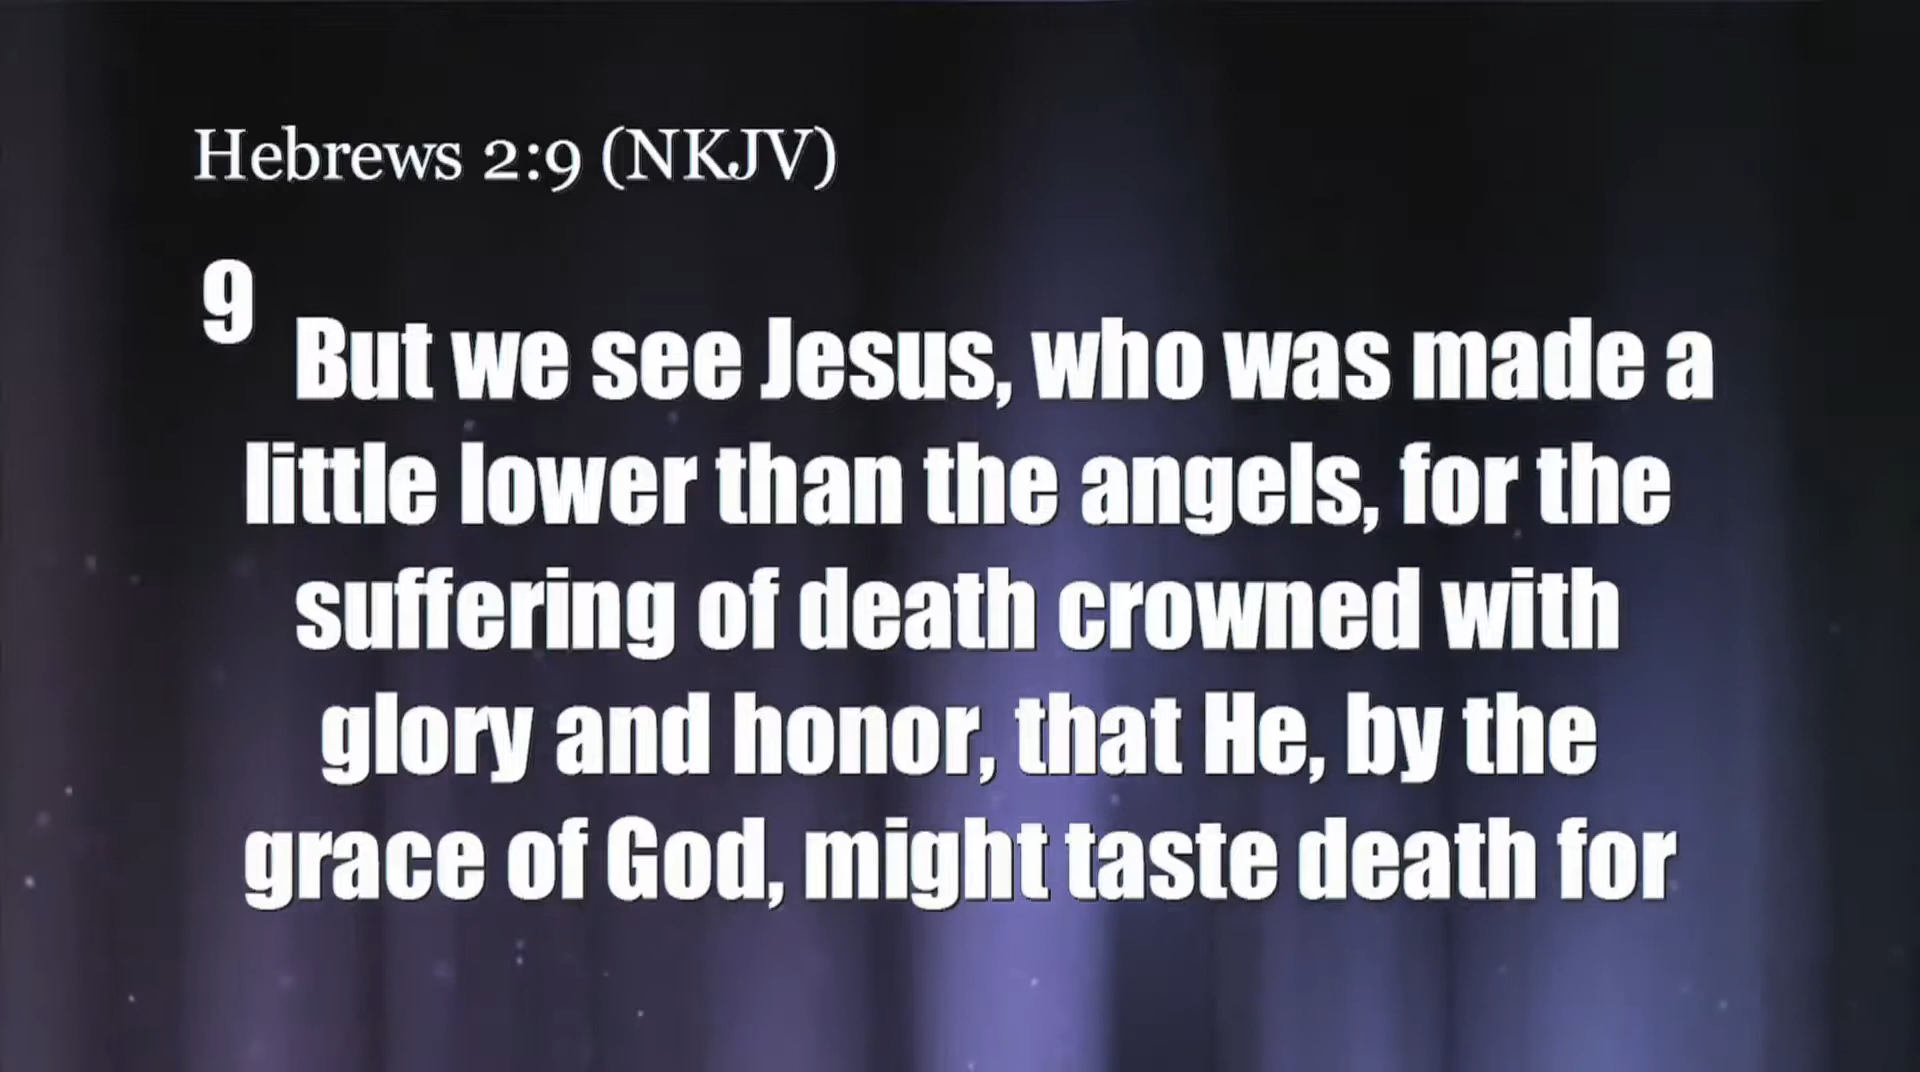 Hebrews 2:9 (NKJV)
9 But we see Jesus, who was made a
little lower than the angels, for the
suffering of death crowned with
glory and honor, that He, by the
grace of God, might taste death for